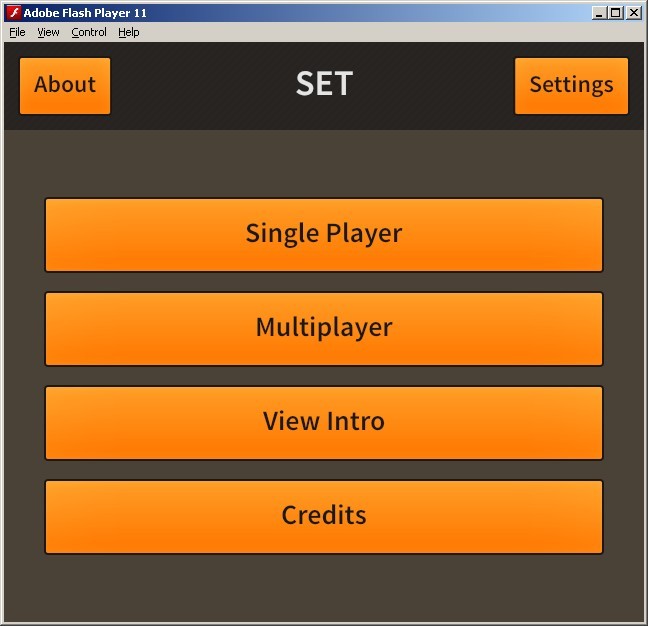 Adobe Flash Player 11
File View Control Help
About SET Settings
Single Player
Multiplayer
View Intro
Credits